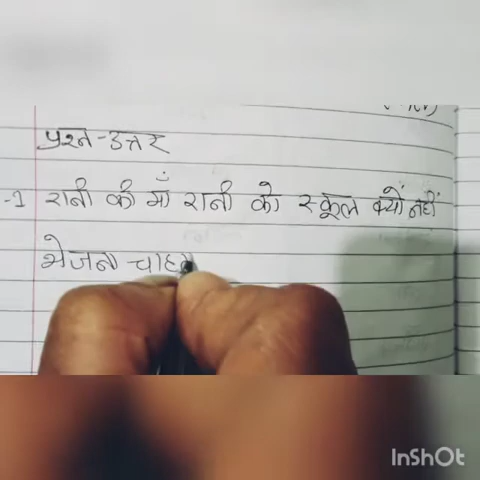 प्रश्न-उत्तर
-1 रानी की माँ रानी को स्कूल क्यों नहीं
भेजना
InShOt